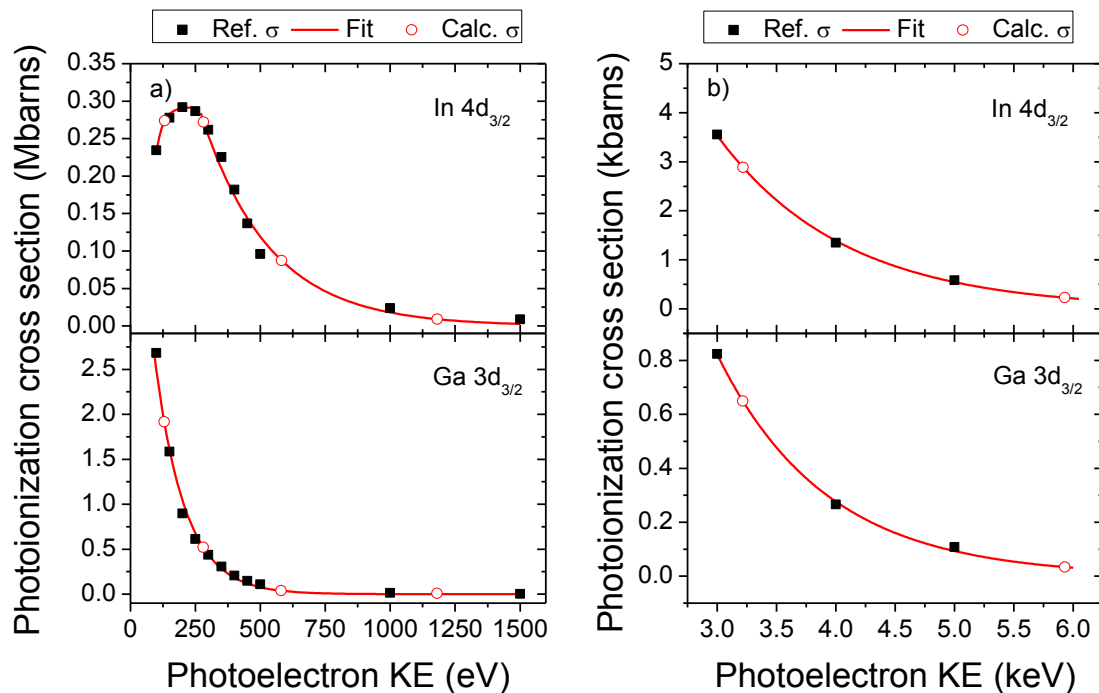 Ref. σ Fit Calc. σ
Photoionization cross section (Mbarns)
a)
In 4d3/2
0.35
0.30
0.25
0.20
0.15
0.10
0.05
0.00
Ga 3d3/2
2.5
2.0
1.5
1.0
0.5
0.0
0 250 500 750 1000 1250 1500
Photoelectron KE (eV)
Ref. σ Fit Calc. σ
Photoionization cross section (kbarns)
b)
In 4d3/2
5
4
3
2
1
0
Ga 3d3/2
0.8
0.6
0.4
0.2
0.0
3.0 3.5 4.0 4.5 5.0 5.5 6.0
Photoelectron KE (keV)